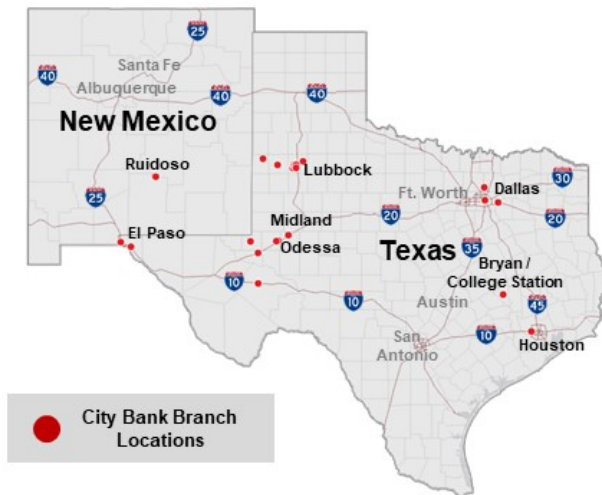 25
Santa Fe
40
Albuquerque
40
40
New Mexico
Ruidoso
Lubbock
30
Dallas
Ft. Worth
25
20
20
Midland
El Paso
Odessa
Texas
35
Bryan /
College Station
10
10
Austin
45
San
Antonio
10
Houston
City Bank Branch
Locations